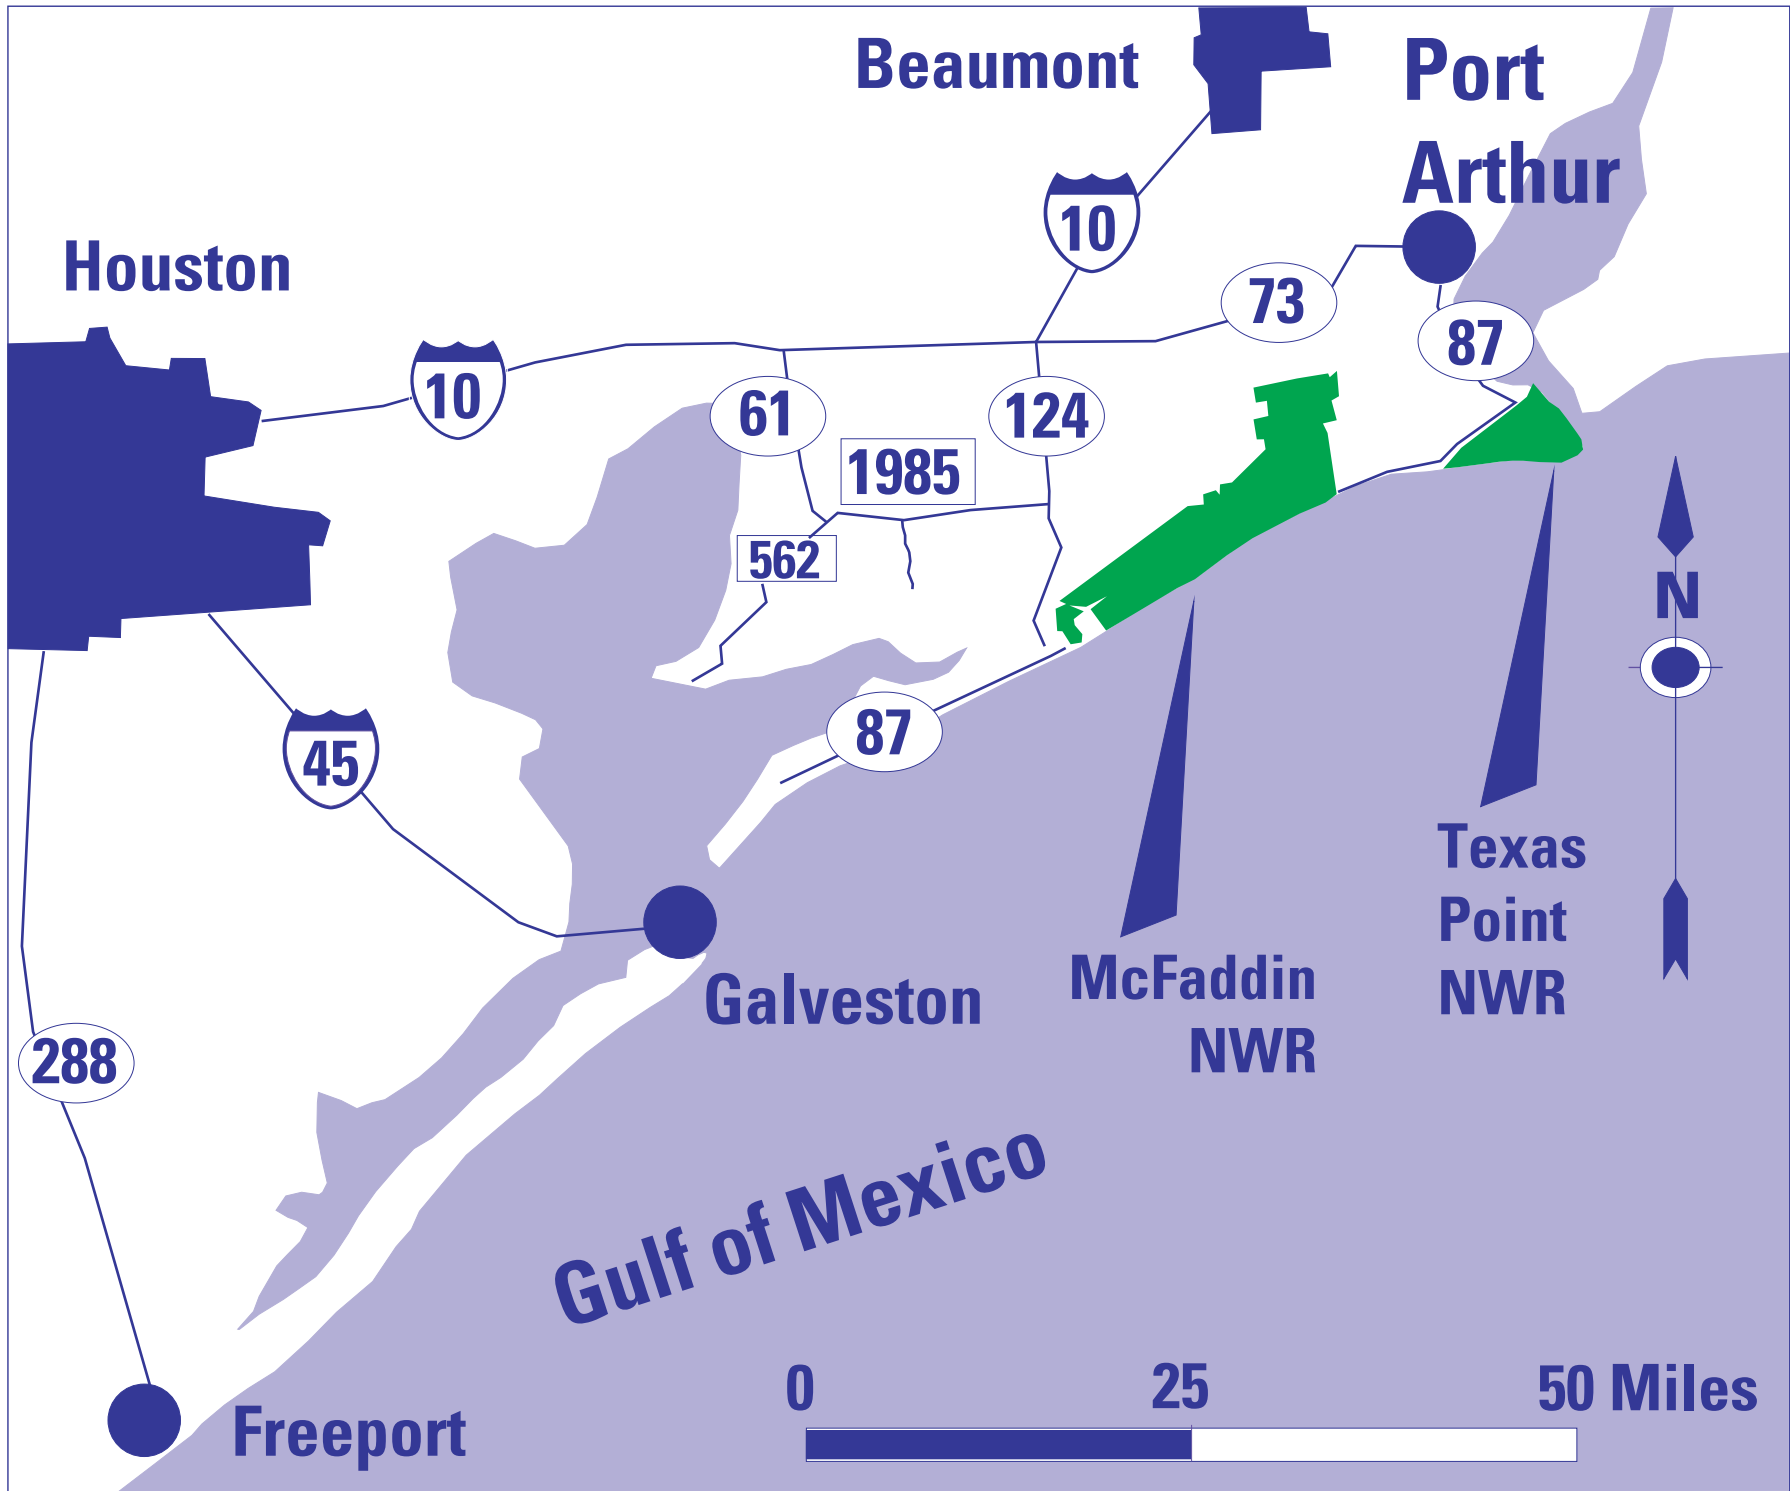 Beaumont
Port
Arthur
10
Houston
73
87
10
61
124
1985
562
N
87
45
Texas
Point
NWR
McFaddin
NWR
Galveston
288
Gulf of Mexico
0 25 50 Miles
Freeport